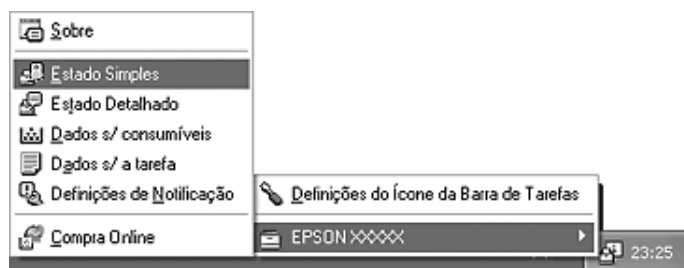 Sobre
Estado Simples
Estado Detalhado
Dados s/ consumíveis
Dados s/ a tarefa
Definições de Notificação
Compra Online
Definições do Ícone da Barra de Tarefas
EPSON XXXXX
23:25